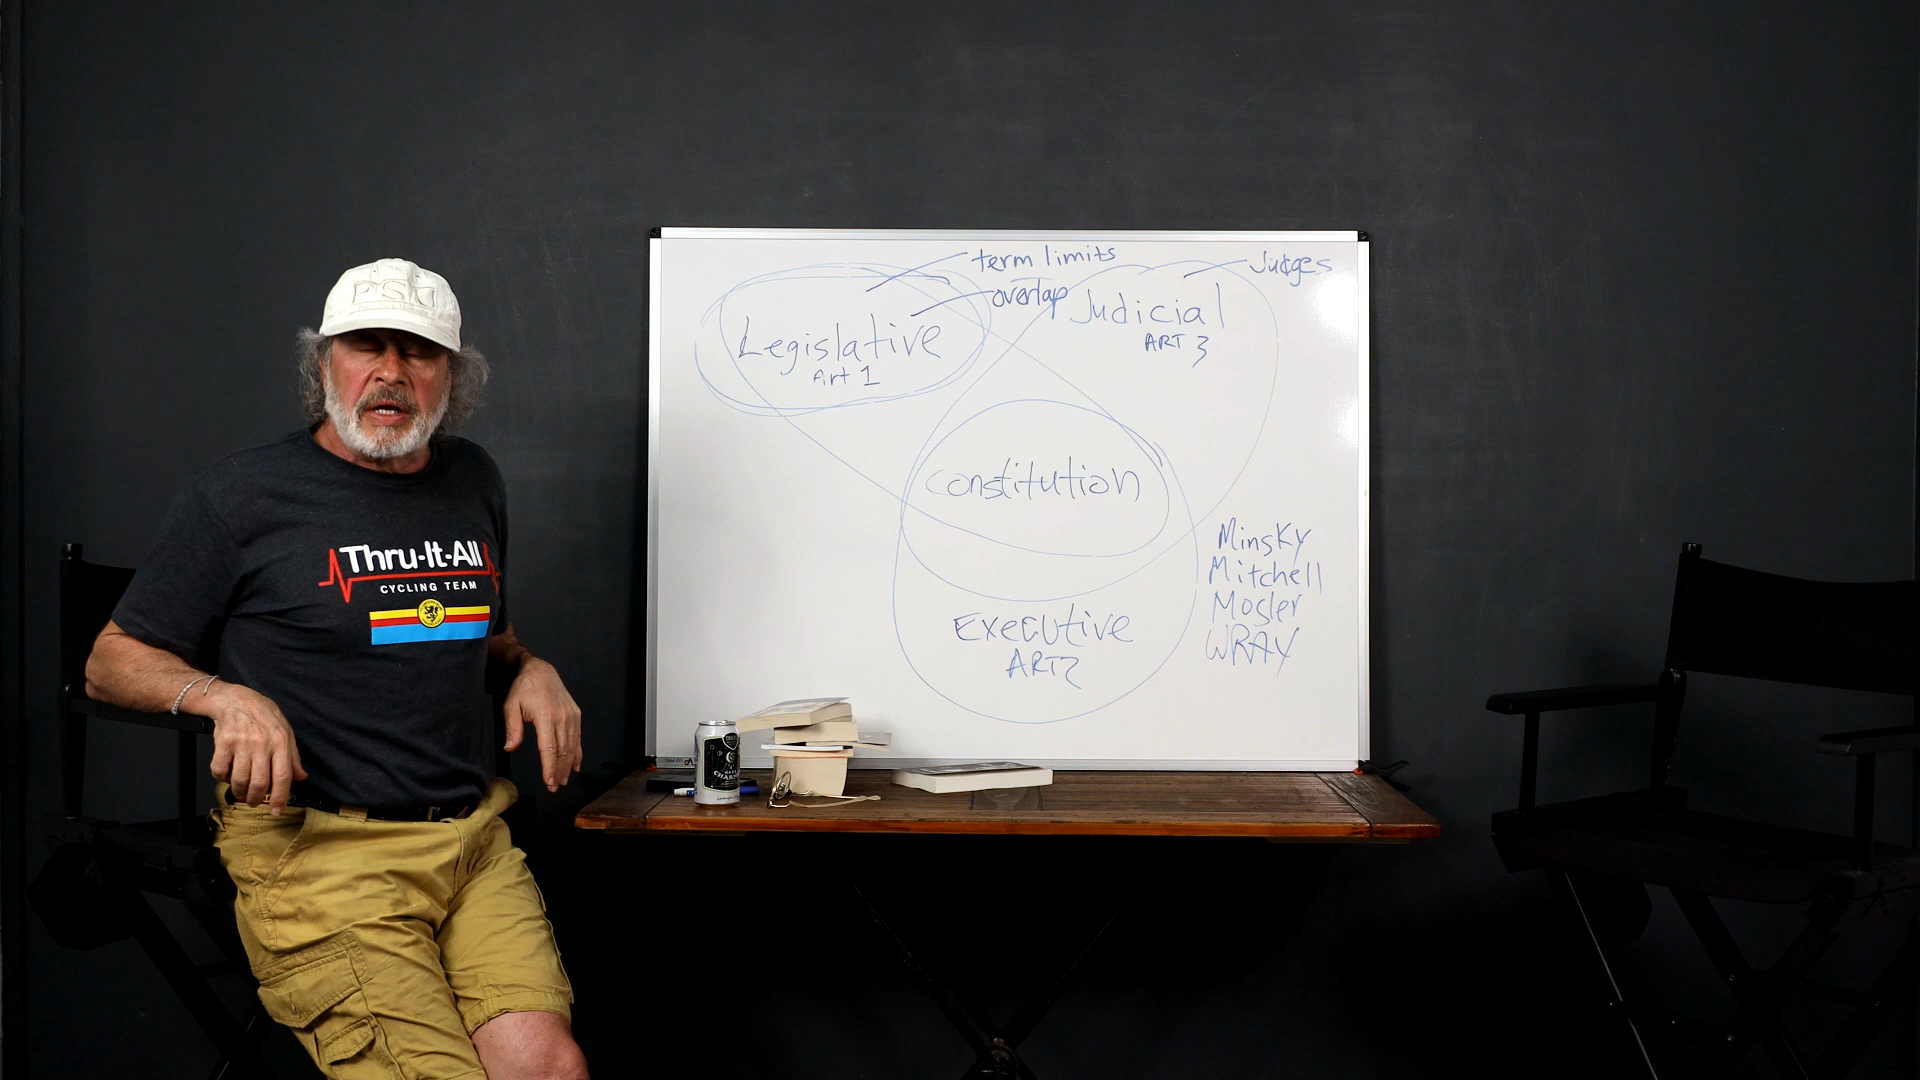 PSU
Thru-It-All
CYCLING TEAM
term limits
overlap
Judges
Legislative
Art 1
Judicial
ART 3
Constitution
Executive
ART2
Minsky
Mitchell
Mosler
WRAY